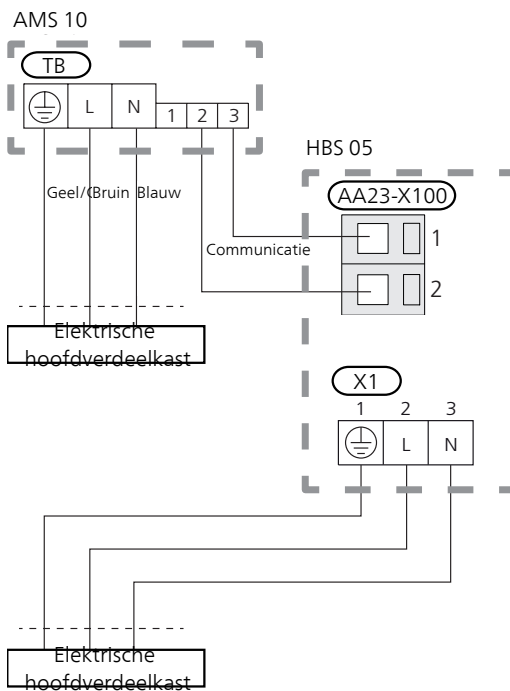 AMS 10
TB
L N 1 2 3
HBS 05
AA23-X100
Geel/ Bruin Blauw
1
Communicatie
2
Elektrische
hoofdverdeelkast
X1
1 2 3
L N
Elektrische
hoofdverdeelkast